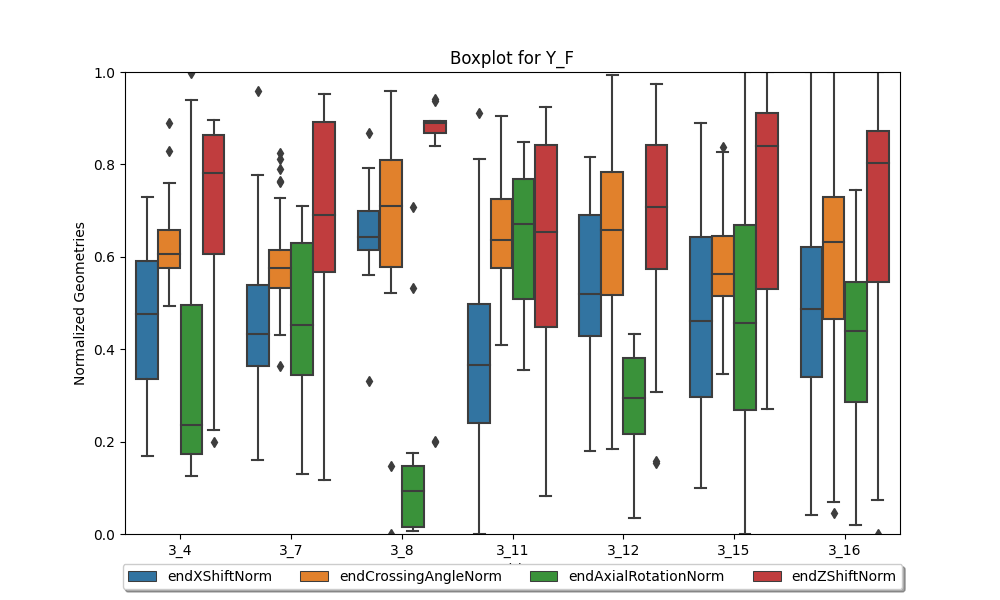 Boxplot for Y_F
Normalized Geometries
1.0
0.8
0.6
0.4
0.2
0.0
3_4 3_7 3_8 3_11 3_12 3_15 3_16
endXShiftNorm endCrossingAngleNorm endAxialRotationNorm endZShiftNorm